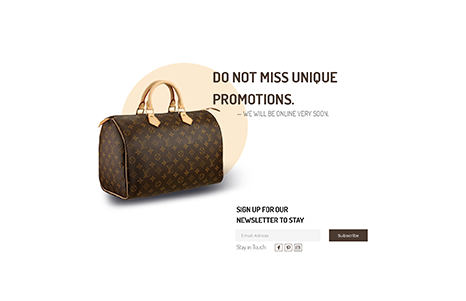 DO NOT MISS UNIQUE
PROMOTIONS.
— WE WILL BE ONLINE VERY SOON.
SIGN UP FOR OUR
NEWSLETTER TO STAY
Email Address
Subscribe
Stay in Touch